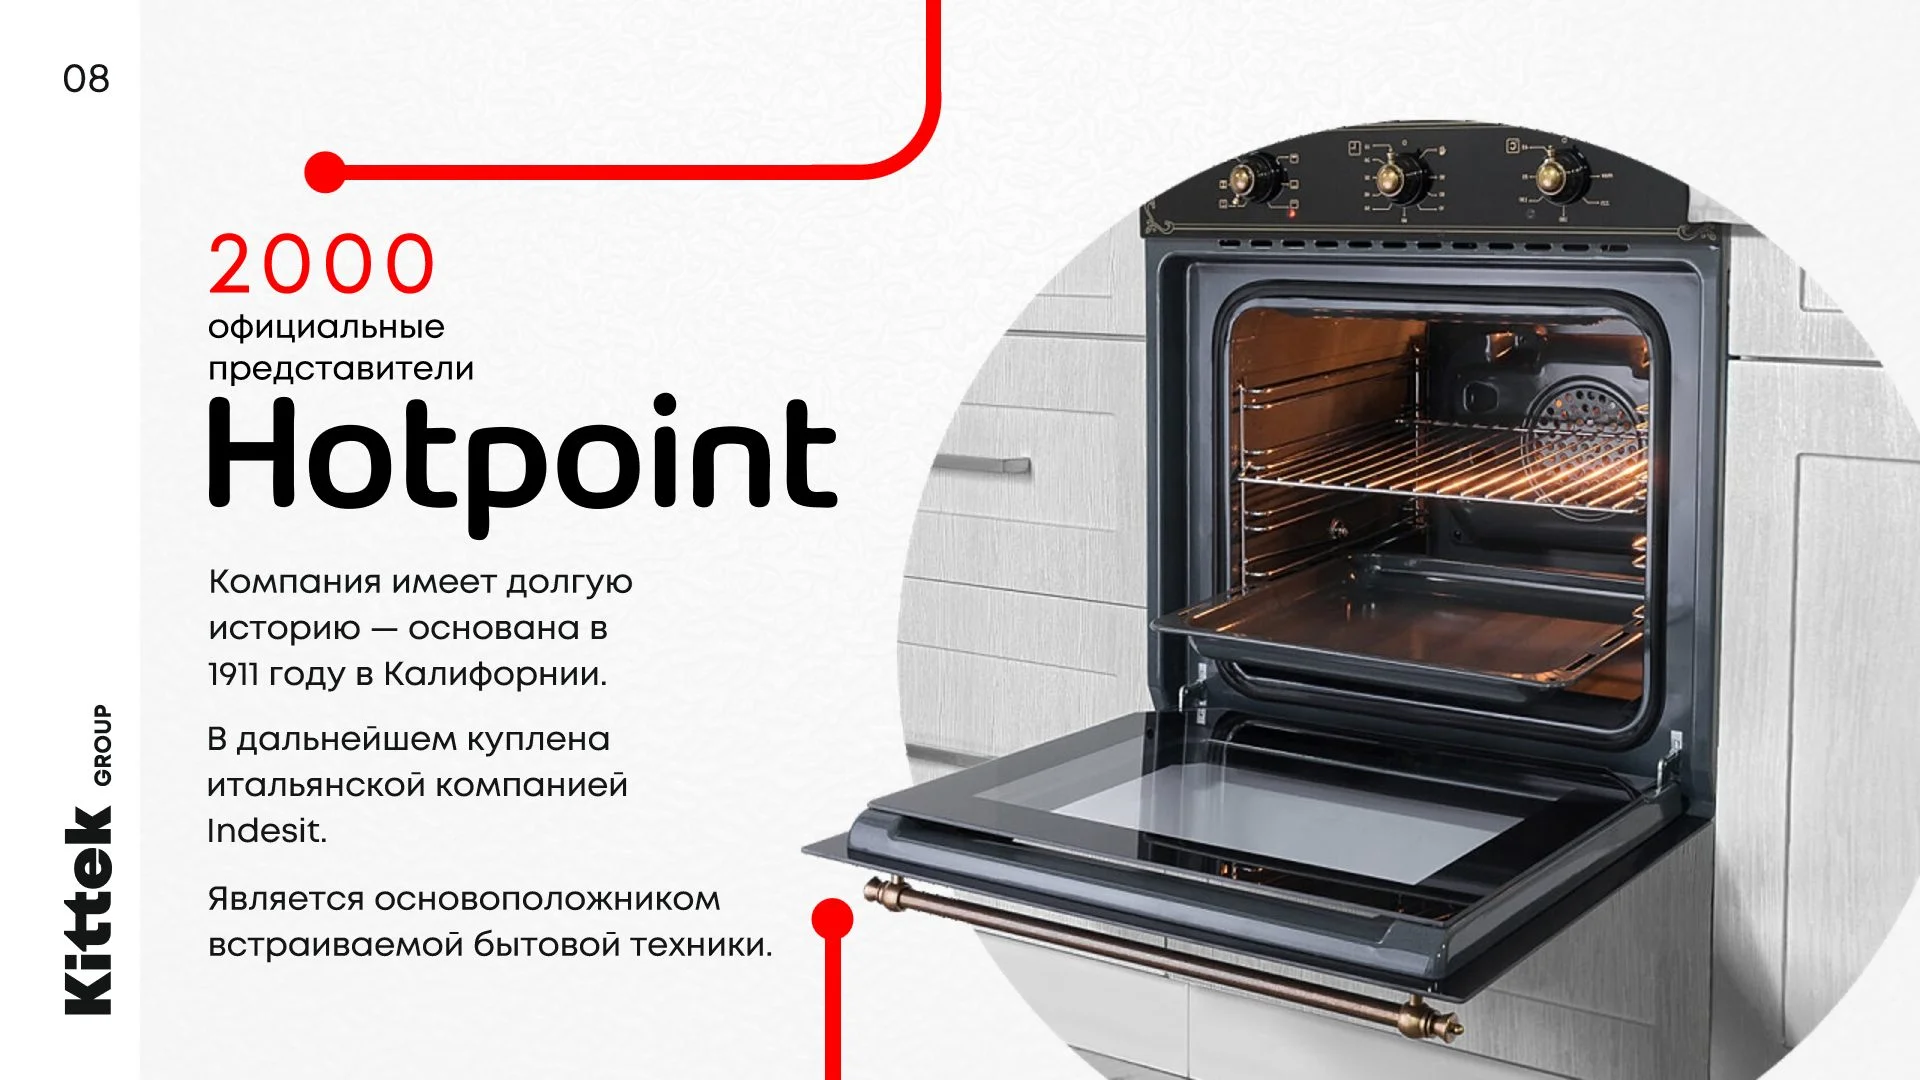 08
2000
официальные
представители
Hotpoint
Компания имеет долгую
историю — основана в
1911 году в Калифорнии.
В дальнейшем куплена
итальянской компанией
Indesit.
Является основоположником
встраиваемой бытовой техники.
Kittek GROUP